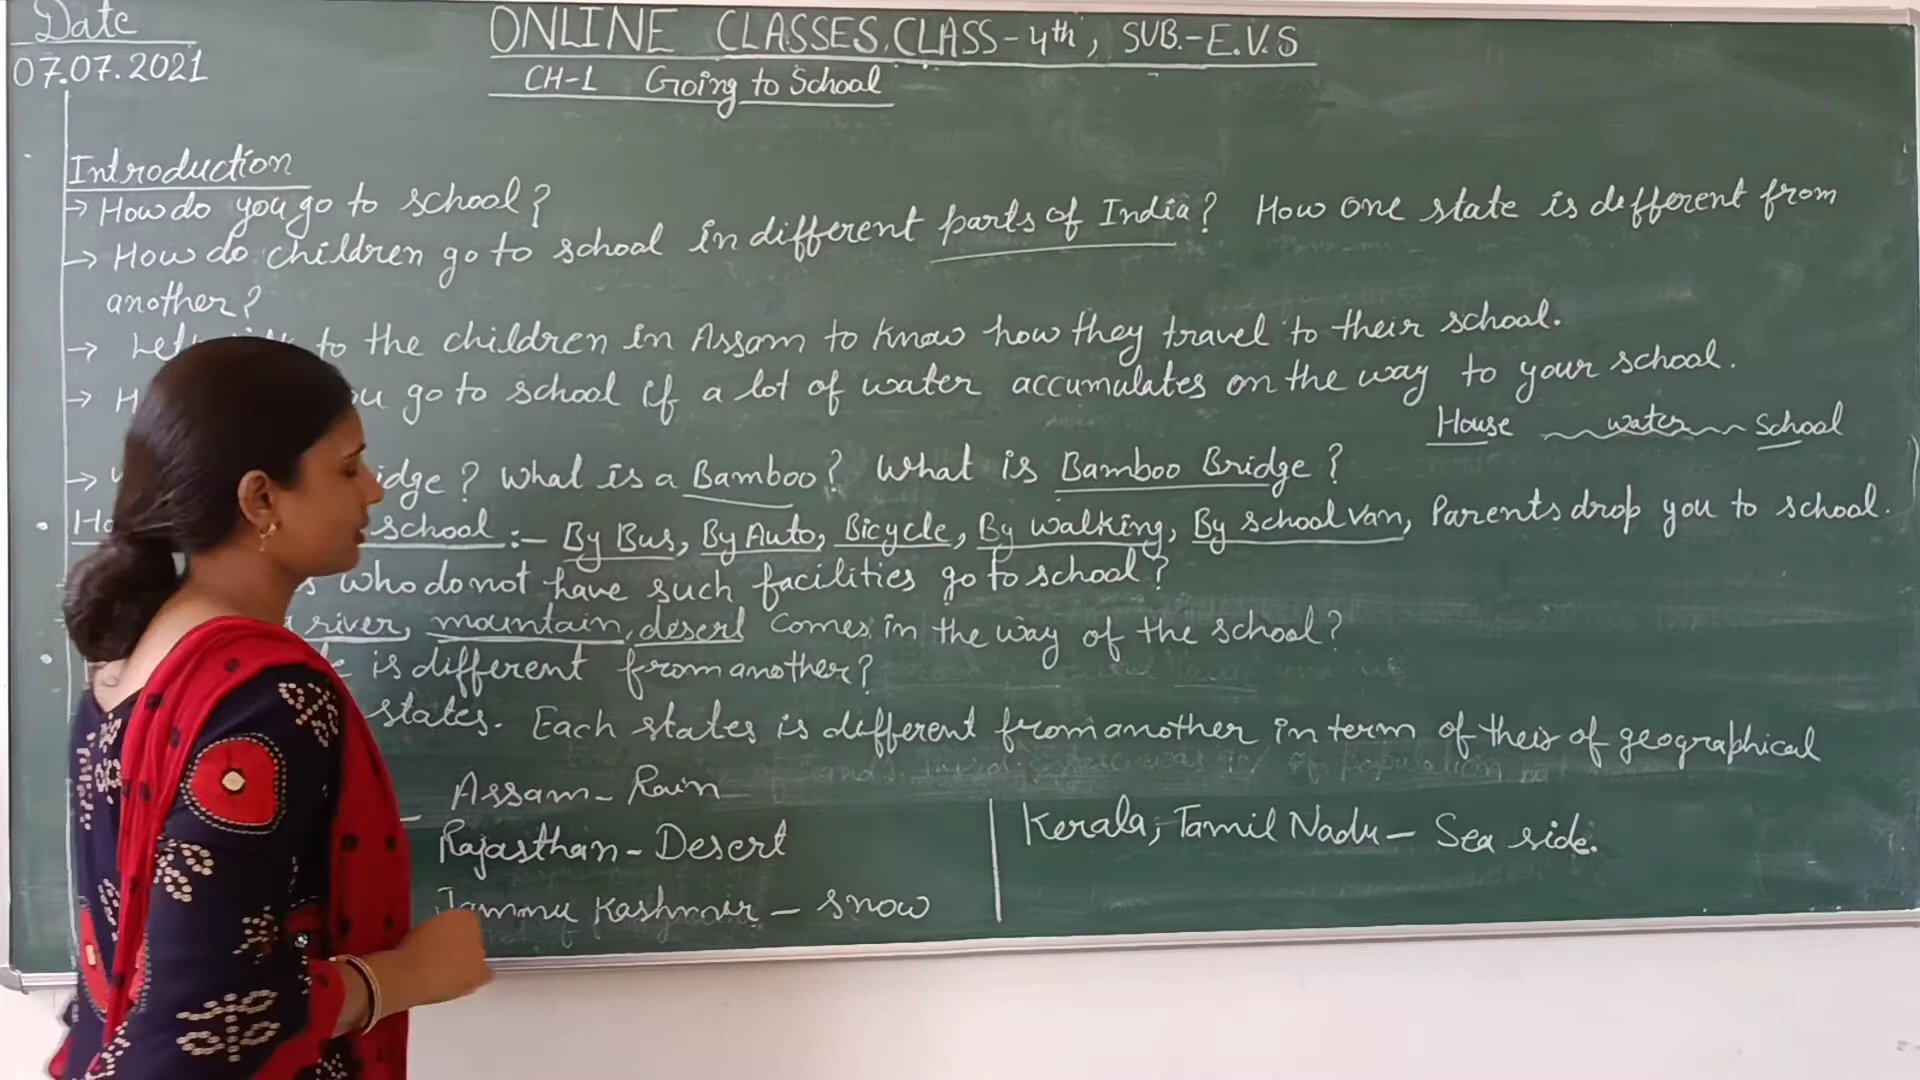 Date
07.07.2021
ONLINE CLASSES, CLASS-4th, SUB.-E.V.S
CH-1 Going to School
Introduction
→ How do you go to school?
→ How do children go to school in different parts of India? How one state is different from
another?
→ to the children in Assam to know how they travel to their school.
→ go to school if a lot of water accumulates on the way to your school.
House water School
→ What is a Bamboo? What is Bamboo Bridge?
school :- By Bus, By Auto, Bicycle, By walking, By school van, Parents drop you to school.
who do not have such facilities go to school?
river, mountain, desert comes in the way of the school?
is different from another?
states. Each states is different from another in term of their of geographical
Assam - Rain
Rajasthan - Desert
Jammu Kashmir - snow
Kerala, Tamil Nadu - Sea side.